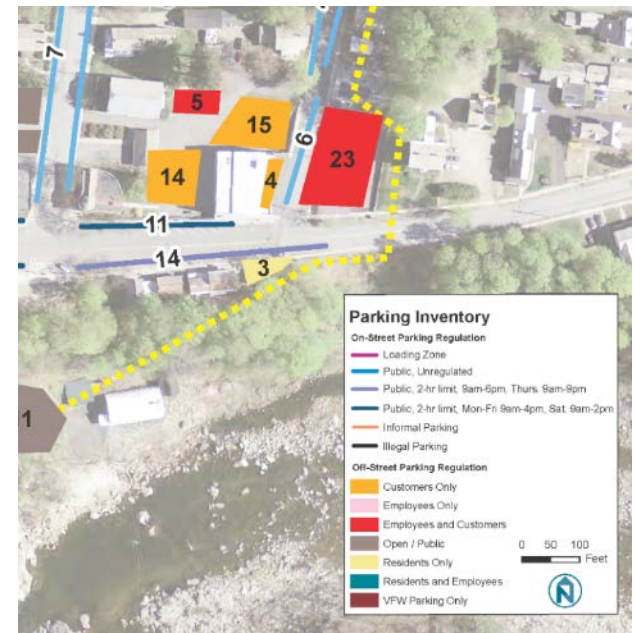 7
5
15
6
23
14
4
11
14
3
1
Parking Inventory
On-Street Parking Regulation
Loading Zone
Public, Unregulated
Public, 2-hr limit, 9am-6pm, Thurs. 9am-9pm
Public, 2-hr limit, Mon-Fri 9am-4pm, Sat. 9am-2pm
Informal Parking
Illegal Parking
Off-Street Parking Regulation
Customers Only
Employees Only
Employees and Customers
Open / Public
Residents Only
Residents and Employees
VFW Parking Only
0 50 100
Feet
N